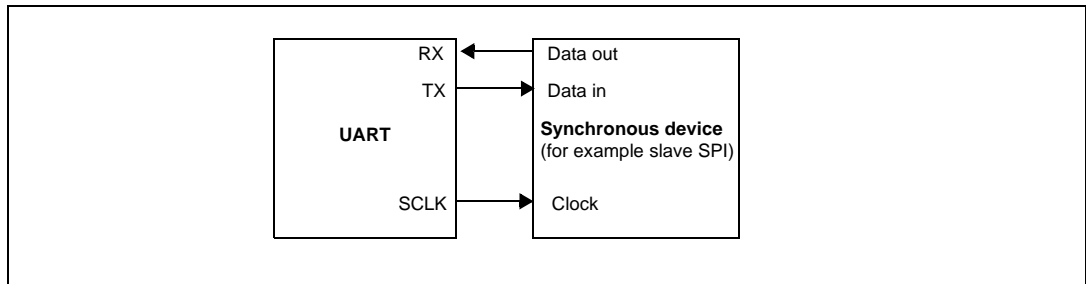 RX
Data out
TX
Data in
UART
Synchronous device
(for example slave SPI)
SCLK
Clock